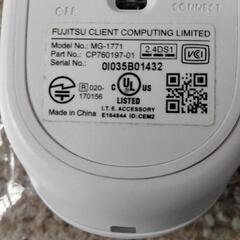 OFF CONNECT
FUJITSU CLIENT COMPUTING LIMITED
Model No.: MG-1771
Part No.: CP760197-01
2.4DS1
VCI
Serial No.: 0I035B01432
R 020-
170156
c UL US
LISTED
I.T.E. ACCESSORY
E164844 ID:CEM2
Made in China